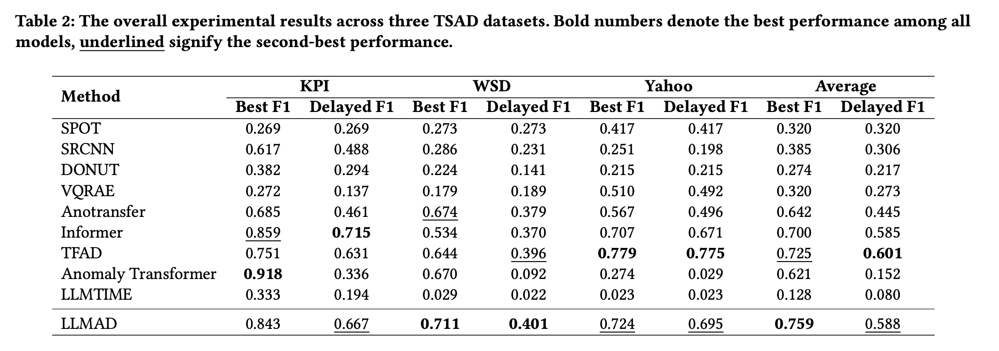 Table 2: The overall experimental results across three TSAD datasets. Bold numbers denote the best performance among all
models, underlined signify the second-best performance.
Method KPI WSD Yahoo Average
Best F1 Delayed F1 Best F1 Delayed F1 Best F1 Delayed F1 Best F1 Delayed F1
SPOT 0.269 0.269 0.273 0.273 0.417 0.417 0.320 0.320
SRCNN 0.617 0.488 0.286 0.231 0.251 0.198 0.385 0.306
DONUT 0.382 0.294 0.224 0.141 0.215 0.215 0.274 0.217
VQRAE 0.272 0.137 0.179 0.189 0.510 0.492 0.320 0.273
Anotransfer 0.685 0.461 0.674 0.379 0.567 0.496 0.642 0.445
Informer 0.859 0.715 0.534 0.370 0.707 0.671 0.700 0.585
TFAD 0.751 0.631 0.644 0.396 0.779 0.775 0.725 0.601
Anomaly Transformer 0.918 0.336 0.670 0.092 0.274 0.029 0.621 0.152
LLMTIME 0.333 0.194 0.029 0.022 0.023 0.023 0.128 0.080
LLMAD 0.843 0.667 0.711 0.401 0.724 0.695 0.759 0.588